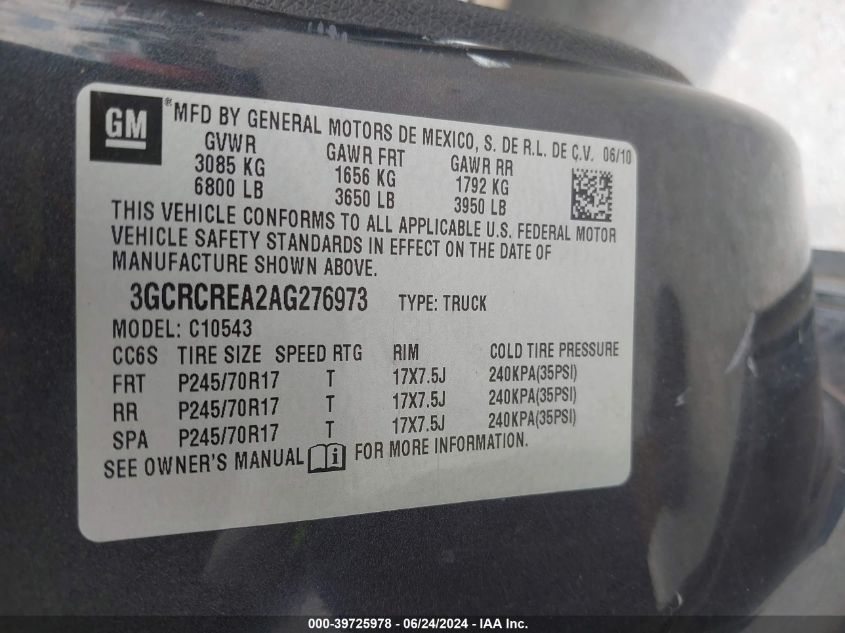 GM ® MFD BY GENERAL MOTORS DE MEXICO, S. DE R.L. DE C.V. 06/10
GVWR GAWR FRT GAWR RR
3085 KG 1656 KG 1792 KG
6800 LB 3650 LB 3950 LB
THIS VEHICLE CONFORMS TO ALL APPLICABLE U.S. FEDERAL MOTOR
VEHICLE SAFETY STANDARDS IN EFFECT ON THE DATE OF
MANUFACTURE SHOWN ABOVE.
3GCRCREA2AG276973 TYPE: TRUCK
MODEL: C10543
CC6S TIRE SIZE SPEED RTG RIM COLD TIRE PRESSURE
FRT P245/70R17 T 17X7.5J 240KPA(35PSI)
RR P245/70R17 T 17X7.5J 240KPA(35PSI)
SPA P245/70R17 T 17X7.5J 240KPA(35PSI)
SEE OWNER'S MANUAL i FOR MORE INFORMATION.
000-39725978 - 06/24/2024 - IAA Inc.